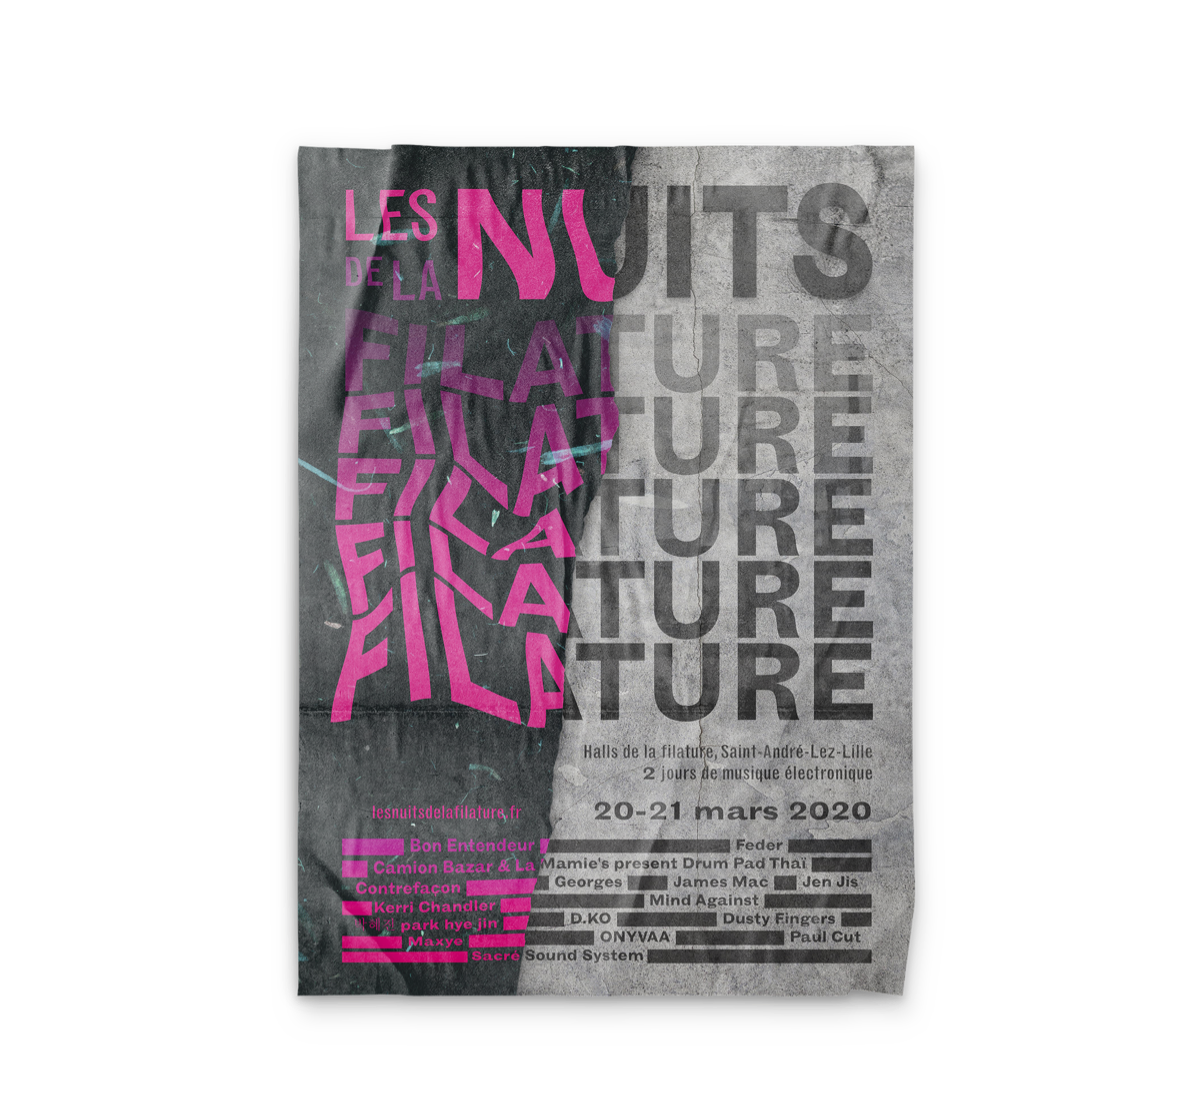 LES NUITS
DE LA
FILATURE
FILATURE
FILATURE
FILATURE
FILATURE
Halls de la filature, Saint-André-Lez-Lille
2 jours de musique électronique
lesnuitsdelafilature.fr 20-21 mars 2020
Bon Entendeur Feder
Camion Bazar & La Mamie's present Drum Pad Thaï
Contrefaçon Georges James Mac Jen Jis
Kerri Chandler Mind Against
park hye jin D.KO Dusty Fingers
Maxye ONYVAA Paul Cut
Sacré Sound System